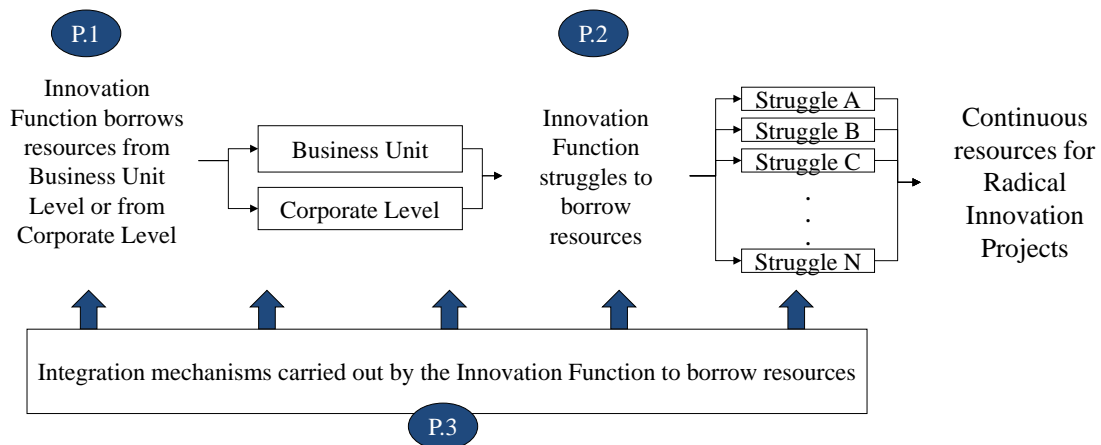 P.1
P.2
Innovation
Function borrows
resources from
Business Unit
Level or from
Corporate Level
Business Unit
Corporate Level
Innovation
Function
struggles to
borrow
resources
Struggle A
Struggle B
Struggle C
.
.
.
Struggle N
Continuous
resources for
Radical
Innovation
Projects
Integration mechanisms carried out by the Innovation Function to borrow resources
P.3